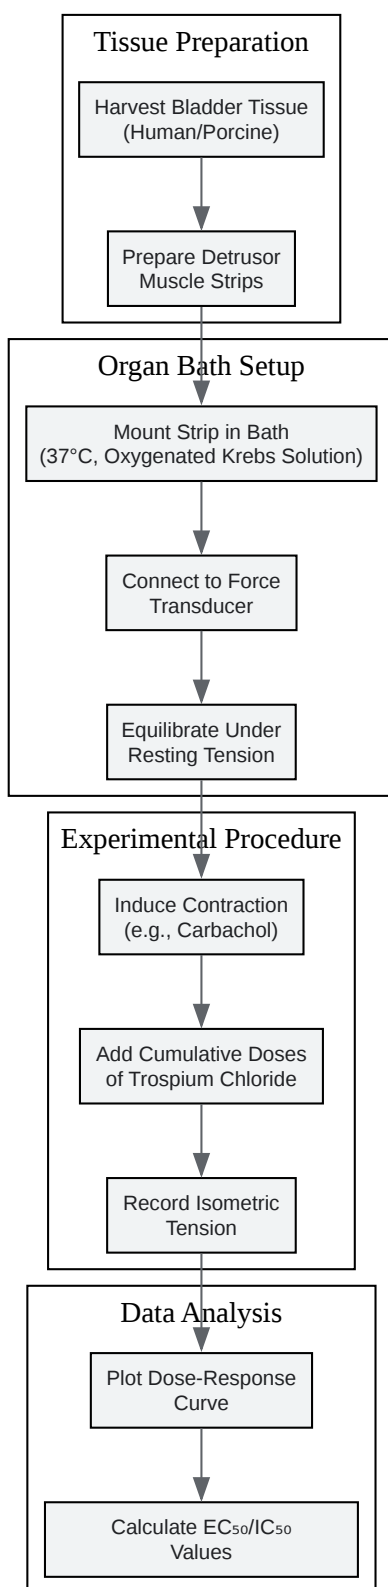 Tissue Preparation
Harvest Bladder Tissue
(Human/Porcine)
Prepare Detrusor
Muscle Strips
Organ Bath Setup
Mount Strip in Bath
(37°C, Oxygenated Krebs Solution)
Connect to Force
Transducer
Equilibrate Under
Resting Tension
Experimental Procedure
Induce Contraction
(e.g., Carbachol)
Add Cumulative Doses
of Trospium Chloride
Record Isometric
Tension
Data Analysis
Plot Dose-Response
Curve
Calculate EC₅₀/IC₅₀
Values